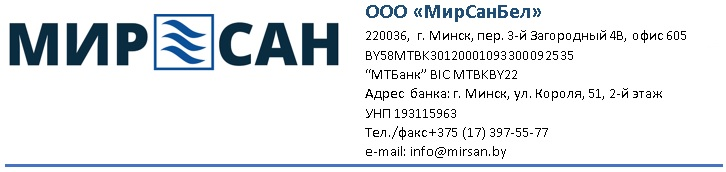 МИР САН
ООО «МирСанБел»
220036, г. Минск, пер. 3-й Загородный 4В, офис 605
BY58MTBK30120001093300092535
“МТБанк” BIC MTBKBY22
Адрес банка: г. Минск, ул. Короля, 51, 2-й этаж
УНП 193115963
Тел./факс+375 (17) 397-55-77
e-mail: info@mirsan.by